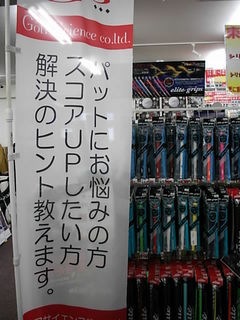 Golf Science co.ltd.
パットにお悩みの方
スコアUPしたい方
解決のヒント教えます。
elite grips